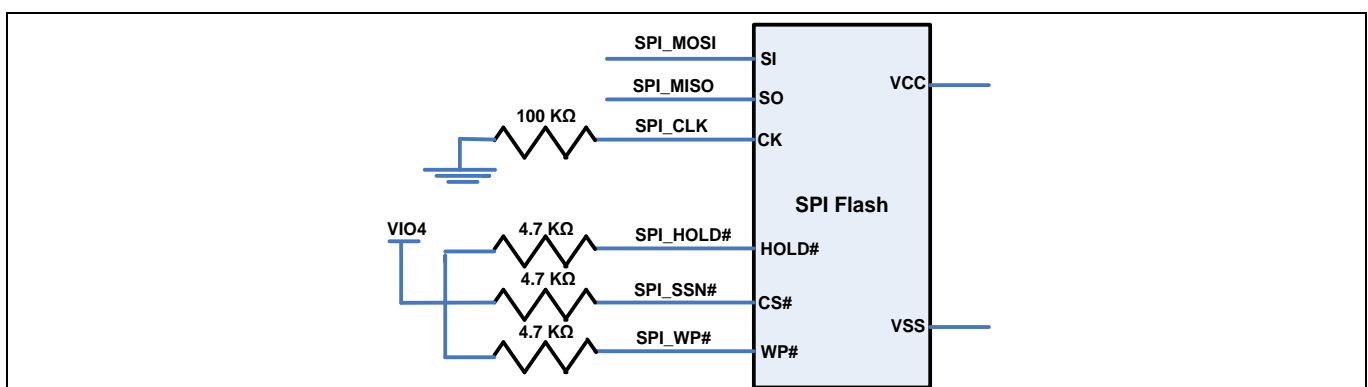 SPI_MOSI
SI
VCC
SPI_MISO
SO
100 KΩ
SPI_CLK
CK
SPI Flash
VIO4
4.7 KΩ
SPI_HOLD#
HOLD#
4.7 KΩ
SPI_SSN#
CS#
VSS
4.7 KΩ
SPI_WP#
WP#